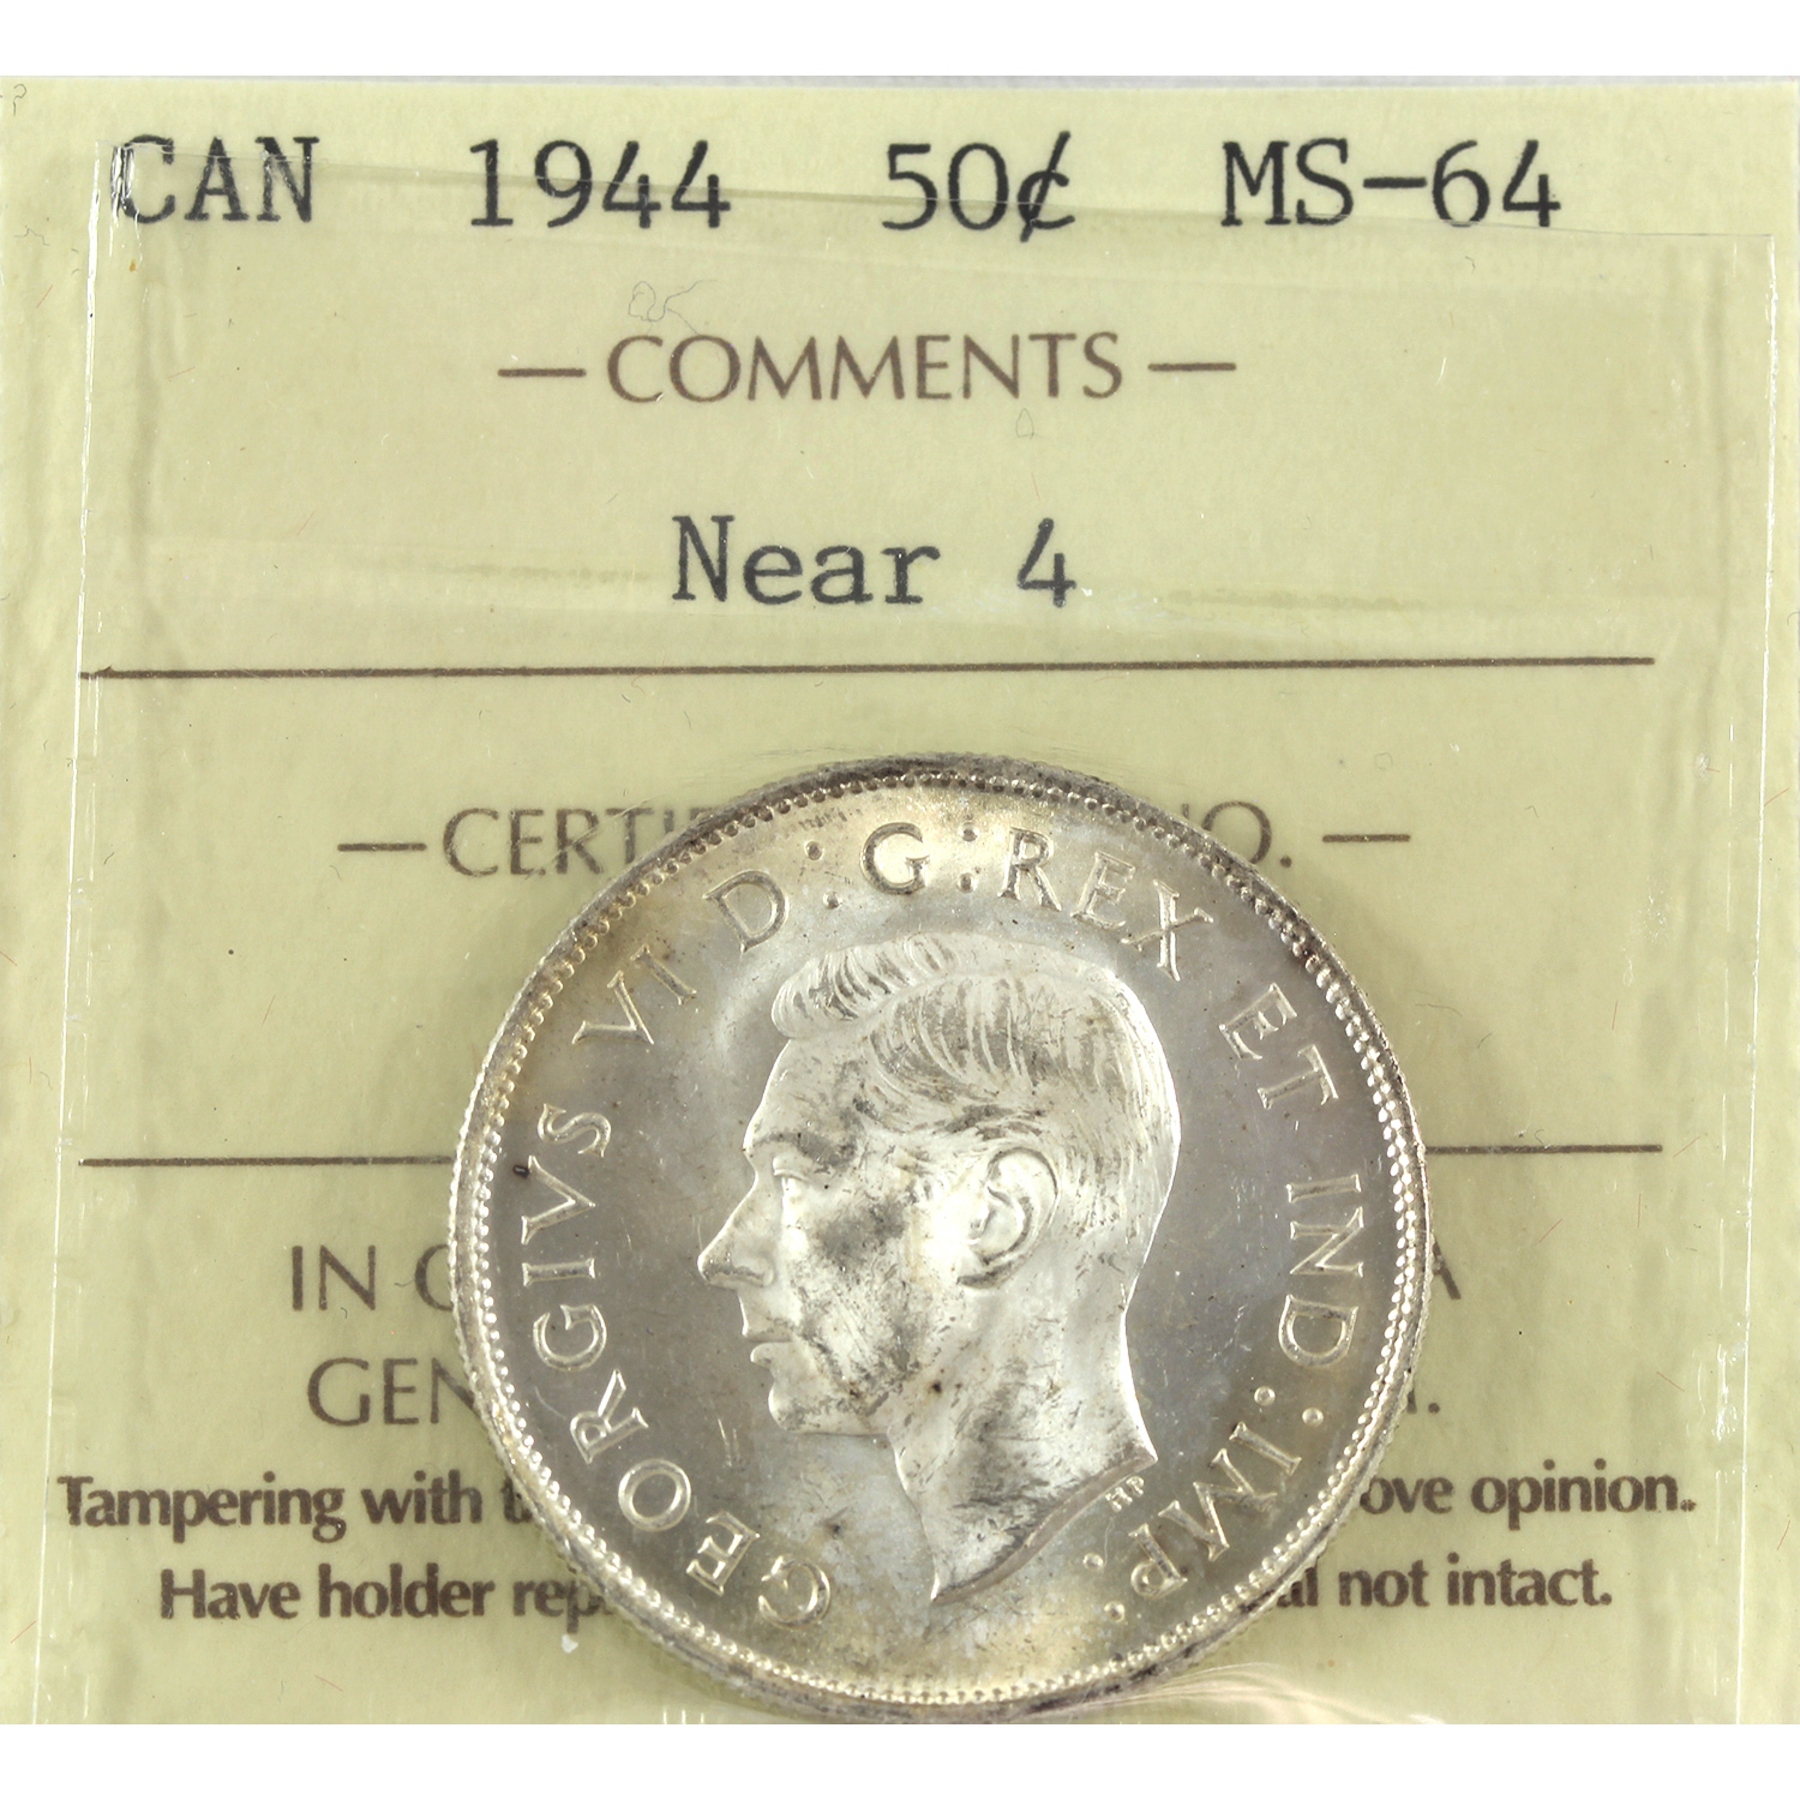 CAN 1944 50¢ MS-64
— COMMENTS —
Near 4
— CERTI O. —
IN
GEN
Tampering with ove opinion.
Have holder rep al not intact.
GEORGIVS VI D:G:REX ET IND:IMP:
HP